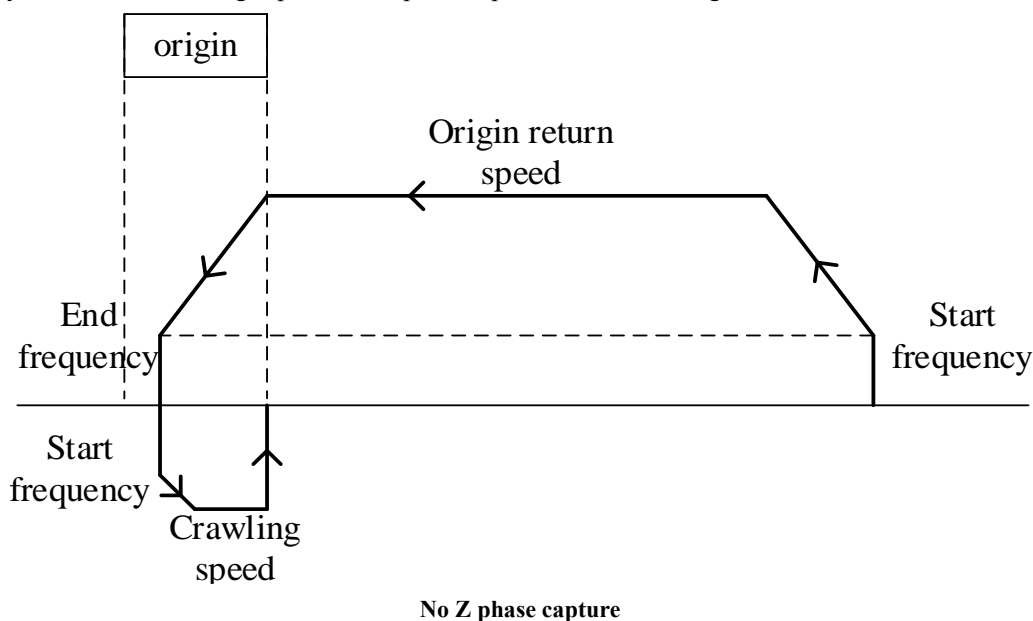 origin
Origin return
speed
End
frequency
Start
frequency
Start
frequency
Crawling
speed
No Z phase capture